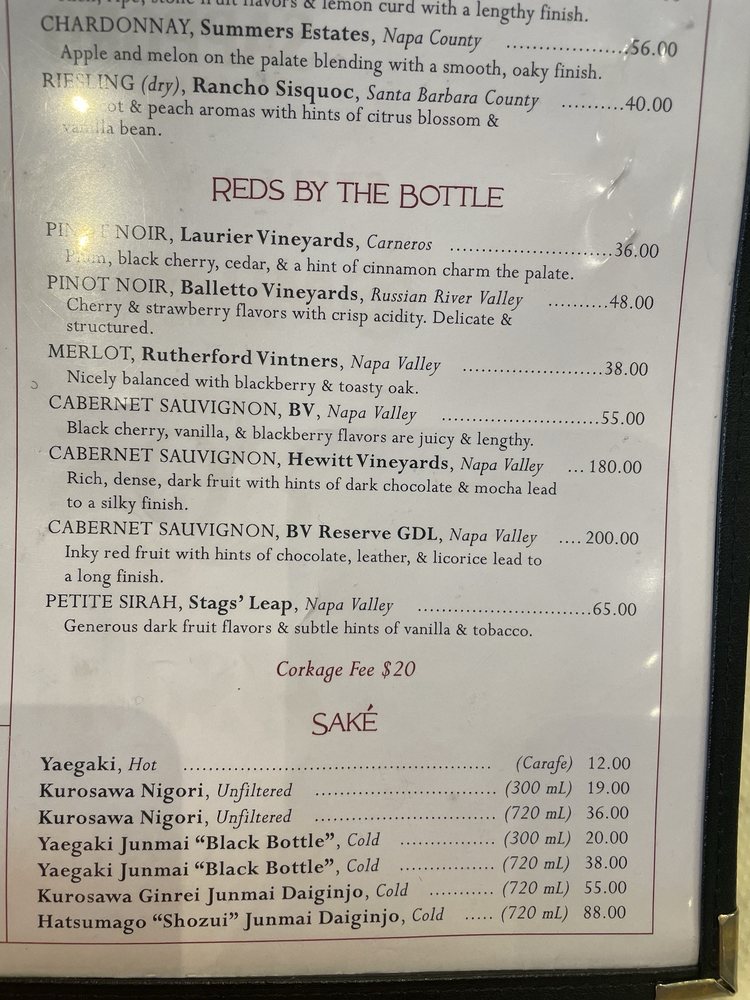 flavors & lemon curd with a lengthy finish.
CHARDONNAY, Summers Estates, Napa County ..................56.00
Apple and melon on the palate blending with a smooth, oaky finish.
RIESLING (dry), Rancho Sisquoc, Santa Barbara County ..........40.00
& peach aromas with hints of citrus blossom &
vanilla bean.
REDS BY THE BOTTLE
PINOT NOIR, Laurier Vineyards, Carneros ..........................36.00
Plum, black cherry, cedar, & a hint of cinnamon charm the palate.
PINOT NOIR, Balletto Vineyards, Russian River Valley ..........48.00
Cherry & strawberry flavors with crisp acidity. Delicate &
structured.
MERLOT, Rutherford Vintners, Napa Valley .......................38.00
Nicely balanced with blackberry & toasty oak.
CABERNET SAUVIGNON, BV, Napa Valley ..........................55.00
Black cherry, vanilla, & blackberry flavors are juicy & lengthy.
CABERNET SAUVIGNON, Hewitt Vineyards, Napa Valley ... 180.00
Rich, dense, dark fruit with hints of dark chocolate & mocha lead
to a silky finish.
CABERNET SAUVIGNON, BV Reserve GDL, Napa Valley .... 200.00
Inky red fruit with hints of chocolate, leather, & licorice lead to
a long finish.
PETITE SIRAH, Stags' Leap, Napa Valley .............................65.00
Generous dark fruit flavors & subtle hints of vanilla & tobacco.
Corkage Fee $20
SAKÉ
Yaegaki, Hot .................................................. (Carafe) 12.00
Kurosawa Nigori, Unfiltered ............................. (300 mL) 19.00
Kurosawa Nigori, Unfiltered ............................. (720 mL) 36.00
Yaegaki Junmai "Black Bottle", Cold ................ (300 mL) 20.00
Yaegaki Junmai "Black Bottle", Cold ................ (720 mL) 38.00
Kurosawa Ginrei Junmai Daiginjo, Cold ........... (720 mL) 55.00
Hatsumago "Shozui" Junmai Daiginjo, Cold ..... (720 mL) 88.00